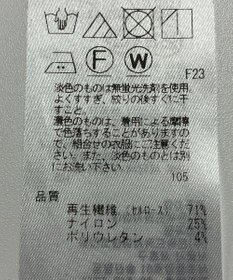 F W
F23
淡色のものは無蛍光洗剤を使用、
よくすすぎ、絞りの後すぐに干
すこと
濃色のものは、着用による摩擦
で色落ちすることがありますの
で、組合せの衣服にご注意くださ
い。また、淡色のものとは別
にお洗い下さい。
105
品質
再生繊維（セルロース） 71%
ナイロン 25%
ポリウレタン 4%